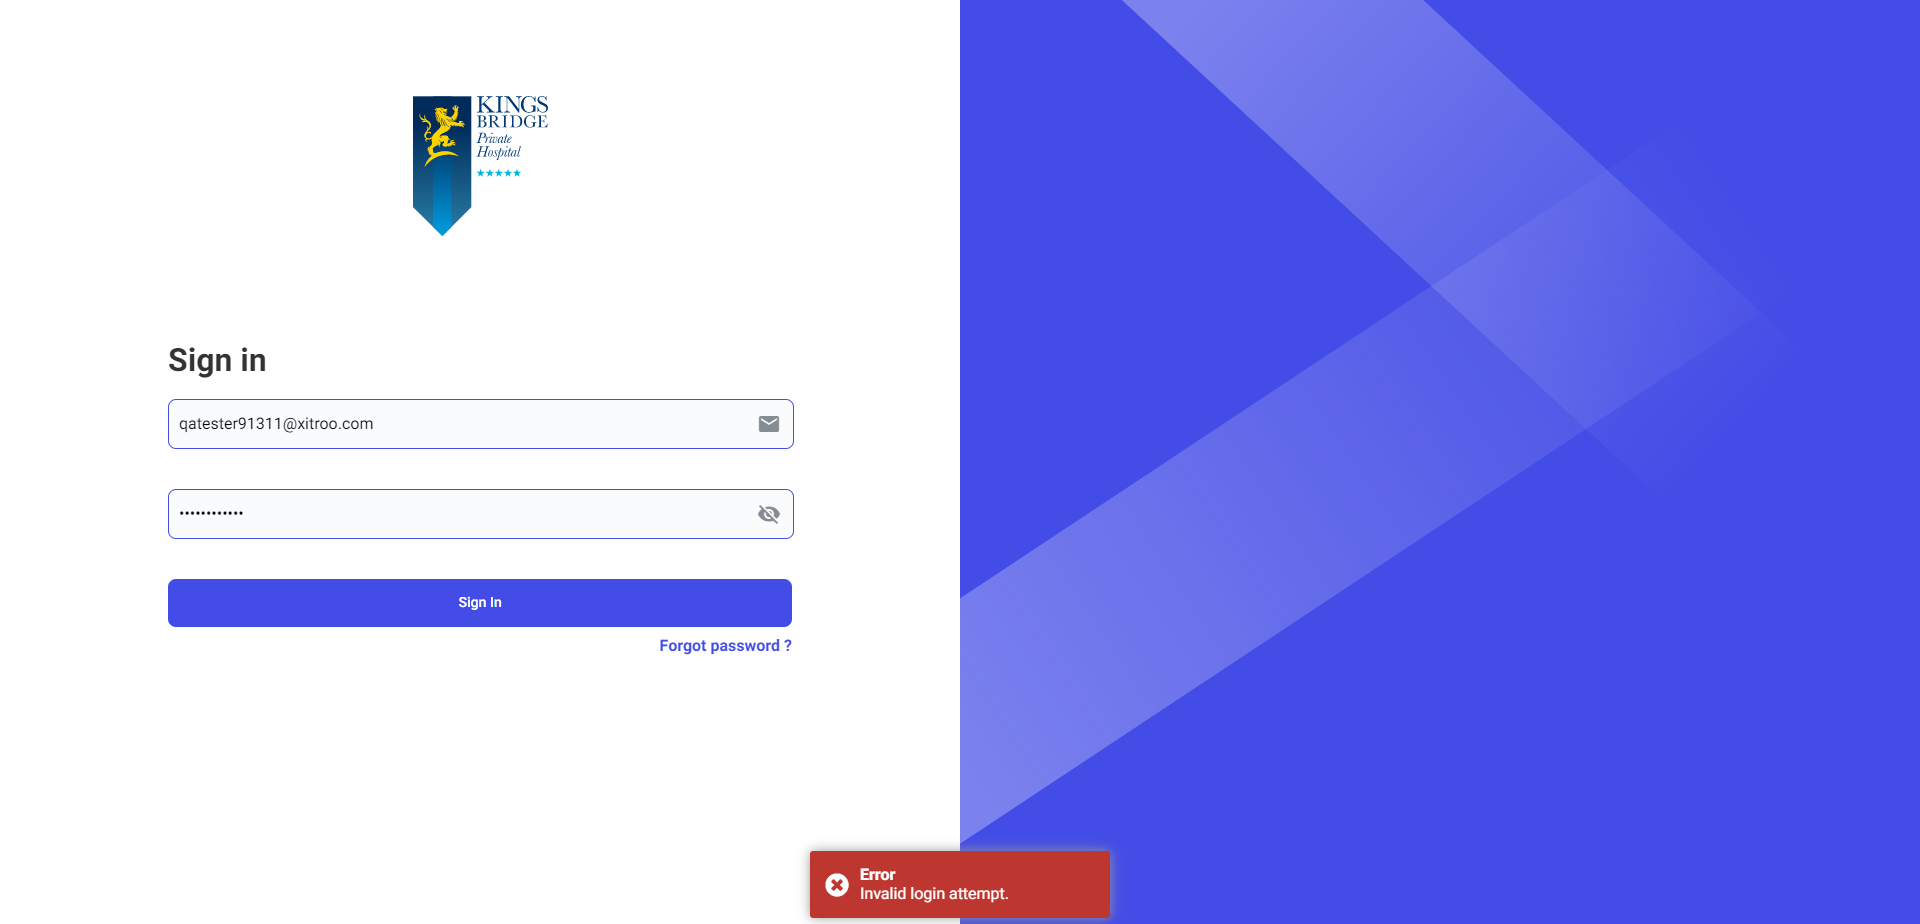 KINGS
BRIDGE
Private
Hospital
Sign in
qatester91311@xitroo.com
••••••••••••
Sign In
Forgot password ?
Error
Invalid login attempt.